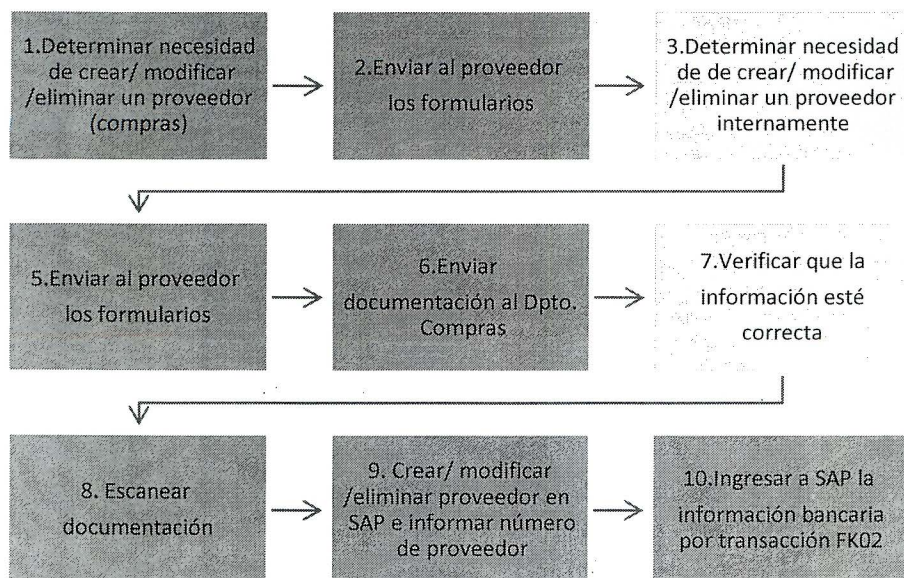 1.Determinar necesidad
de crear/ modificar
/eliminar un proveedor
(compras)
2.Enviar al proveedor
los formularios
3.Determinar necesidad
de de crear/ modificar
/eliminar un proveedor
internamente
5.Enviar al proveedor
los formularios
6.Enviar
documentación al Dpto.
Compras
7.Verificar que la
información esté
correcta
8. Escanear
documentación
9. Crear/ modificar
/eliminar proveedor en
SAP e informar número
de proveedor
10.Ingresar a SAP la
información bancaria
por transacción FK02